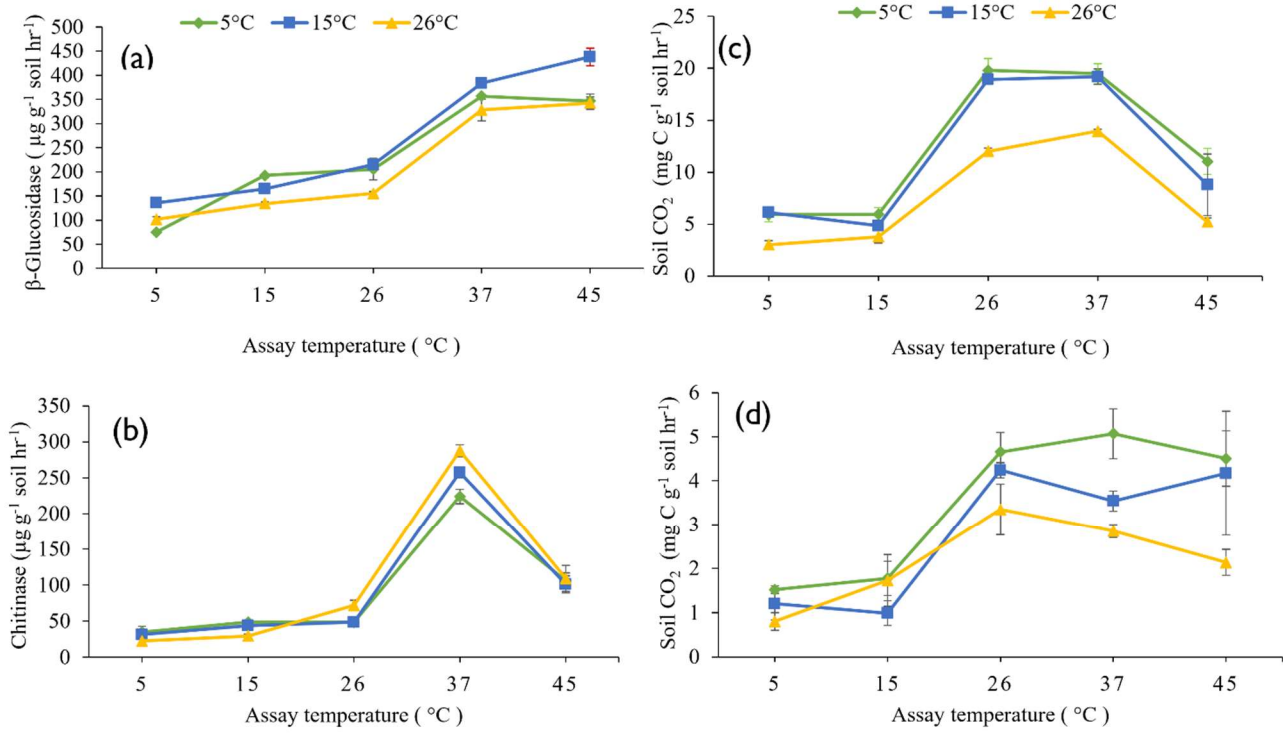 (a)
5°C 15°C 26°C
β-Glucosidase ( µg g⁻¹ soil hr⁻¹)
500
450
400
350
300
250
200
150
100
50
0
5 15 26 37 45
Assay temperature ( °C )
(c)
5°C 15°C 26°C
Soil CO₂ (mg C g⁻¹ soil hr⁻¹)
25
20
15
10
5
0
5 15 26 37 45
Assay temperature ( °C )
(b)
Chitinase (µg g⁻¹ soil hr⁻¹)
350
300
250
200
150
100
50
0
5 15 26 37 45
Assay temperature ( °C )
(d)
Soil CO₂ (mg C g⁻¹ soil hr⁻¹)
6
5
4
3
2
1
0
5 15 26 37 45
Assay temperature ( °C )